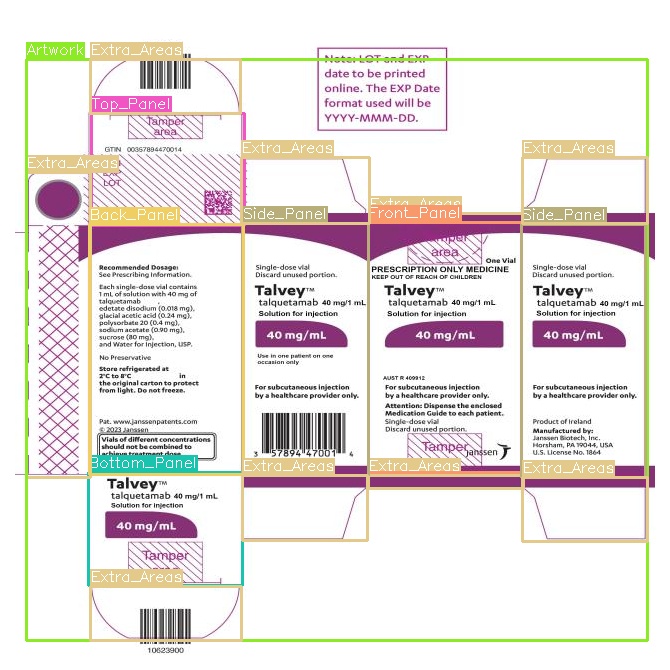 Artwork
Extra_Areas
Note: LOT and EXP
date to be printed
online. The EXP Date
format used will be
YYYY-MMM-DD.
Top_Panel
Tamper
area
GTIN 00357894470014
LOT
Extra_Areas
Extra_Areas
Extra_Areas
Extra_Areas
Back_Panel
Recommended Dosage:
See Prescribing Information.
Each single-dose vial contains
1 mL of solution with 40 mg of
talquetamab ,
edetate disodium (0.018 mg),
glacial acetic acid (0.24 mg),
polysorbate 20 (0.4 mg),
sodium acetate (0.90 mg),
sucrose (80 mg),
and Water for Injection, USP.
No Preservative
Store refrigerated at
2°C to 8°C in
the original carton to protect
from light. Do not freeze.
Pat. www.janssenpatents.com
© 2023 Janssen
Vials of different concentrations
should not be combined to
achieve treatment dose
Side_Panel
Single-dose vial
Discard unused portion.
Talvey™
talquetamab 40 mg/1 mL
Solution for injection
40 mg/mL
Use in one patient on one
occasion only
For subcutaneous injection
by a healthcare provider only.
3 57894 47001 4
Front_Panel
Tamper
area
One Vial
PRESCRIPTION ONLY MEDICINE
KEEP OUT OF REACH OF CHILDREN
Talvey™
talquetamab 40 mg/1 mL
Solution for injection
40 mg/mL
AUST R 409912
For subcutaneous injection
by a healthcare provider only.
Attention: Dispense the enclosed
Medication Guide to each patient.
Single-dose vial
Discard unused portion.
Tamper
janssen
Side_Panel
Single-dose vial
Discard unused portion.
Talvey™
talquetamab 40 mg/1 mL
Solution for injection
40 mg/mL
For subcutaneous injection
by a healthcare provider only.
Product of Ireland
Manufactured by:
Janssen Biotech, Inc.
Horsham, PA 19044, USA
U.S. License No. 1864
Bottom_Panel
Talvey™
talquetamab 40 mg/1 mL
Solution for injection
40 mg/mL
Tamper
Extra_Areas
Extra_Areas
Extra_Areas
Extra_Areas
10623900